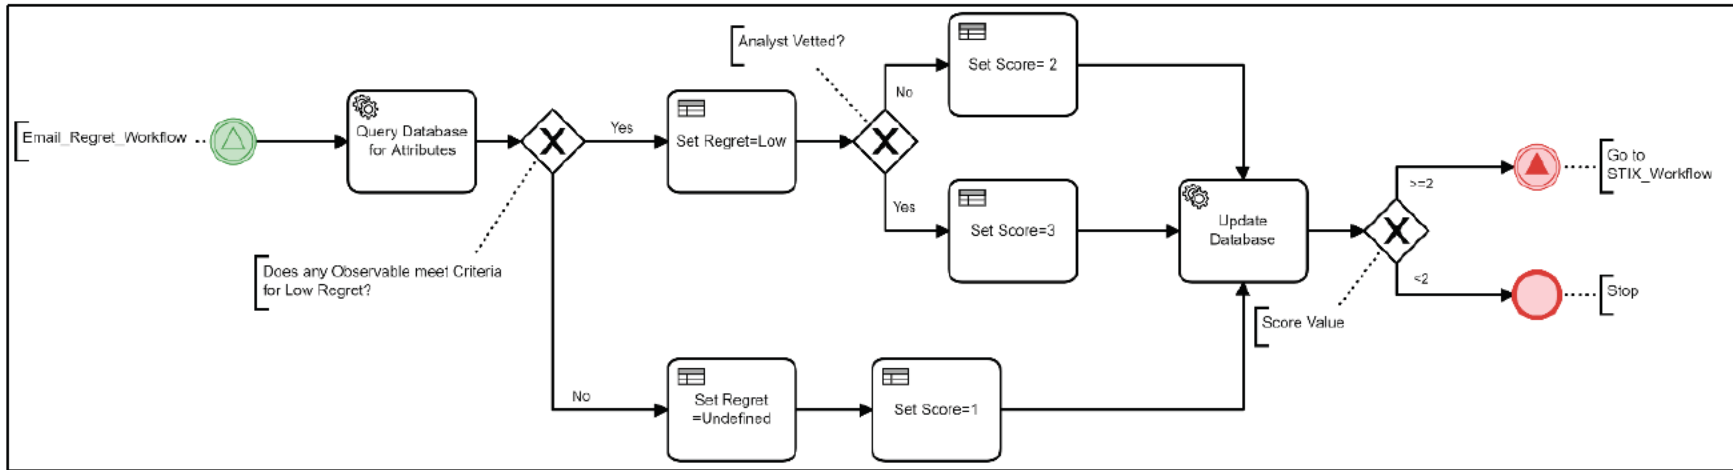 Email_Regret_Workflow
Query Database
for Attributes
Does any Observable meet Criteria
for Low Regret?
Yes
Set Regret=Low
Analyst Vetted?
No
Set Score= 2
Yes
Set Score=3
No
Set Regret
=Undefined
Set Score=1
Update
Database
Score Value
>=2
Go to
STIX_Workflow
<2
Stop